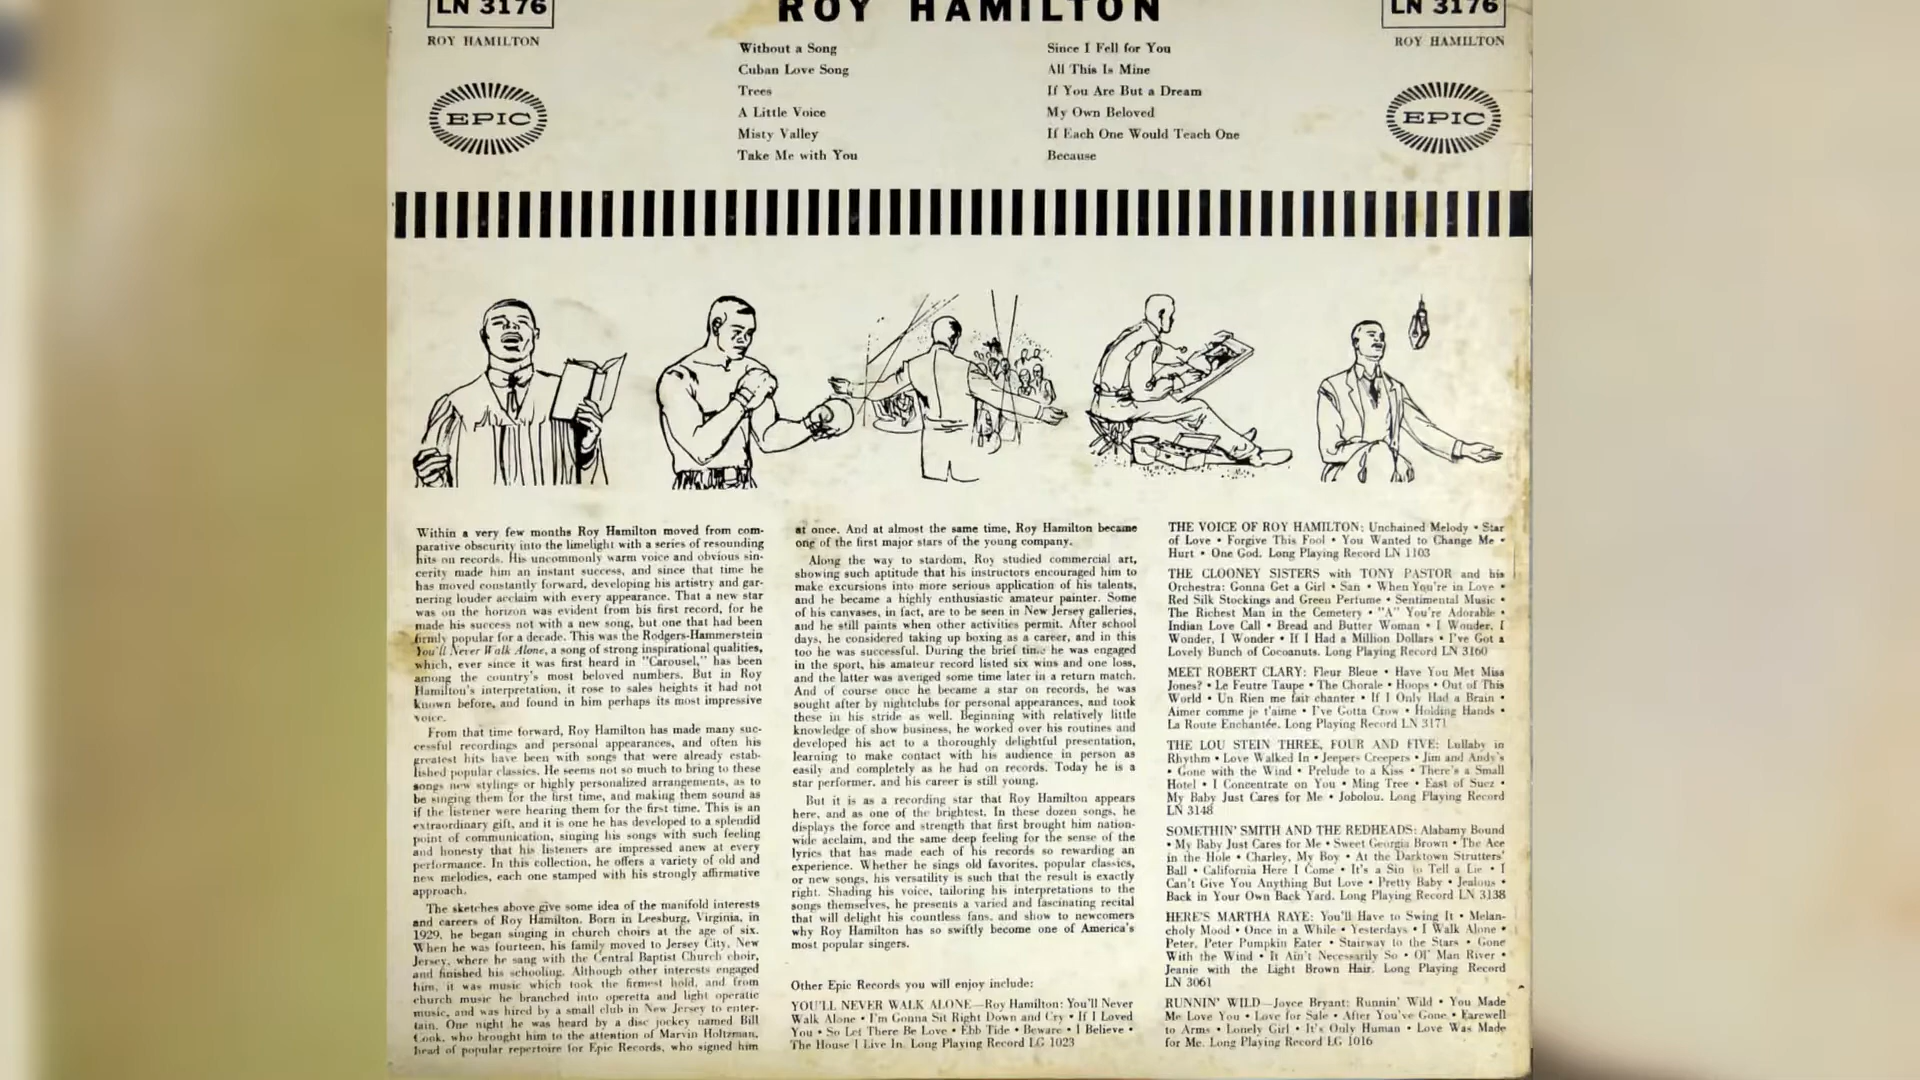 LN 3176
ROY HAMILTON
LN 3176
ROY HAMILTON
ROY HAMILTON
EPIC
EPIC
Without a Song
Cuban Love Song
Trees
A Little Voice
Misty Valley
Take Me with You
Since I Fell for You
All This Is Mine
If You Are But a Dream
My Own Beloved
If Each One Would Teach One
Because
Within a very few months Roy Hamilton moved from com-
parative obscurity into the limelight with a series of resounding
hits on records. His uncommonly warm voice and obvious sin-
cerity made him an instant success, and since that time he
has moved constantly forward, developing his artistry and gar-
nering louder acclaim with every appearance. That a new star
was on the horizon was evident from his first record, for he
made his success not with a new song, but one that had been
firmly popular for a decade. This was the Rodgers-Hammerstein
You'll Never Walk Alone, a song of strong inspirational qualities,
which, ever since it was first heard in "Carousel," has been
among the country's most beloved numbers. But in Roy
Hamilton's interpretation, it rose to sales heights it had not
known before, and found in him perhaps its most impressive
voice.
From that time forward, Roy Hamilton has made many suc-
cessful recordings and personal appearances, and often his
greatest hits have been with songs that were already estab-
lished popular classics. He seems not so much to bring to these
songs new stylings or highly personalized arrangements, as to
be singing them for the first time, and making them sound as
if the listener were hearing them for the first time. This is an
extraordinary gift, and it is one he has developed to a splendid
point of communication, singing his songs with such feeling
and honesty that his listeners are impressed anew at every
performance. In this collection, he offers a variety of old and
new melodies, each one stamped with his strongly affirmative
approach.
The sketches above give some idea of the manifold interests
and careers of Roy Hamilton. Born in Leesburg, Virginia, in
1929, he began singing in church choirs at the age of six.
When he was fourteen, his family moved to Jersey City, New
Jersey, where he sang with the Central Baptist Church choir,
and finished his schooling. Although other interests engaged
him, it was music which took the firmest hold, and from
church music he branched into operetta and light operatic
music, and was hired by a small club in New Jersey to enter-
tain. One night he was heard by a disc jockey named Bill
Cook, who brought him to the attention of Marvin Holtzman,
head of popular repertoire for Epic Records, who signed him
at once. And at almost the same time, Roy Hamilton became
one of the first major stars of the young company.
Along the way to stardom, Roy studied commercial art,
showing such aptitude that his instructors encouraged him to
make excursions into more serious application of his talents,
and he became a highly enthusiastic amateur painter. Some
of his canvases, in fact, are to be seen in New Jersey galleries,
and he still paints when other activities permit. After school
days, he considered taking up boxing as a career, and in this
too he was successful. During the brief time he was engaged
in the sport, his amateur record listed six wins and one loss,
and the latter was avenged some time later in a return match.
And of course once he became a star on records, he was
sought after by nightclubs for personal appearances, and took
these in his stride as well. Beginning with relatively little
knowledge of show business, he worked over his routines and
developed his act to a thoroughly delightful presentation,
learning to make contact with his audience in person as
easily and completely as he had on records. Today he is a
star performer, and his career is still young.
But it is as a recording star that Roy Hamilton appears
here, and as one of the brightest. In these dozen songs, he
displays the force and strength that first brought him nation-
wide acclaim, and the same deep feeling for the sense of the
lyrics that has made each of his records so rewarding an
experience. Whether he sings old favorites, popular classics,
or new songs, his versatility is such that the result is exactly
right. Shading his voice, tailoring his interpretations to the
songs themselves, he presents a varied and fascinating recital
that will delight his countless fans, and show to newcomers
why Roy Hamilton has so swiftly become one of America's
most popular singers.
Other Epic Records you will enjoy include:
YOU'LL NEVER WALK ALONE—Roy Hamilton: You'll Never
Walk Alone • I'm Gonna Sit Right Down and Cry • If I Loved
You • So Let There Be Love • Ebb Tide • Beware • I Believe •
The House I Live In. Long Playing Record LG 1023
THE VOICE OF ROY HAMILTON: Unchained Melody • Star
of Love • Forgive This Fool • You Wanted to Change Me •
Hurt • One God. Long Playing Record LN 1103
THE CLOONEY SISTERS with TONY PASTOR and his
Orchestra: Gonna Get a Girl • San • When You're in Love •
Red Silk Stockings and Green Perfume • Sentimental Music •
The Richest Man in the Cemetery • "A" You're Adorable •
Indian Love Call • Bread and Butter Woman • I Wonder, I
Wonder, I Wonder • If I Had a Million Dollars • I've Got a
Lovely Bunch of Cocoanuts. Long Playing Record LN 3160
MEET ROBERT CLARY: Fleur Bleue • Have You Met Miss
Jones? • Le Feutre Taupe • The Chorale • Hoops • Out of This
World • Un Rien me fait chanter • If I Only Had a Brain •
Aimer comme je t'aime • I've Gotta Crow • Holding Hands •
La Route Enchantée. Long Playing Record LN 3171
THE LOU STEIN THREE, FOUR AND FIVE: Lullaby in
Rhythm • Love Walked In • Jeepers Creepers • Jim and Andy's
• Gone with the Wind • Prelude to a Kiss • There's a Small
Hotel • I Concentrate on You • Ming Tree • East of Suez •
My Baby Just Cares for Me • Jobolou. Long Playing Record
LN 3148
SOMETHIN' SMITH AND THE REDHEADS: Alabamy Bound
• My Baby Just Cares for Me • Sweet Georgia Brown • The Ace
in the Hole • Charley, My Boy • At the Darktown Strutters'
Ball • California Here I Come • It's a Sin to Tell a Lie • I
Can't Give You Anything But Love • Pretty Baby • Jealous •
Back in Your Own Back Yard. Long Playing Record LN 3138
HERE'S MARTHA RAYE: You'll Have to Swing It • Melan-
choly Mood • Once in a While • Yesterdays • I Walk Alone •
Peter, Peter Pumpkin Eater • Stairway to the Stars • Gone
With the Wind • It Ain't Necessarily So • Ol' Man River •
Jeanie with the Light Brown Hair. Long Playing Record
LN 3061
RUNNIN' WILD—Joyce Bryant: Runnin' Wild • You Made
Me Love You • Love for Sale • After You've Gone • Farewell
to Arms • Lonely Girl • It's Only Human • Love Was Made
for Me. Long Playing Record LG 1016